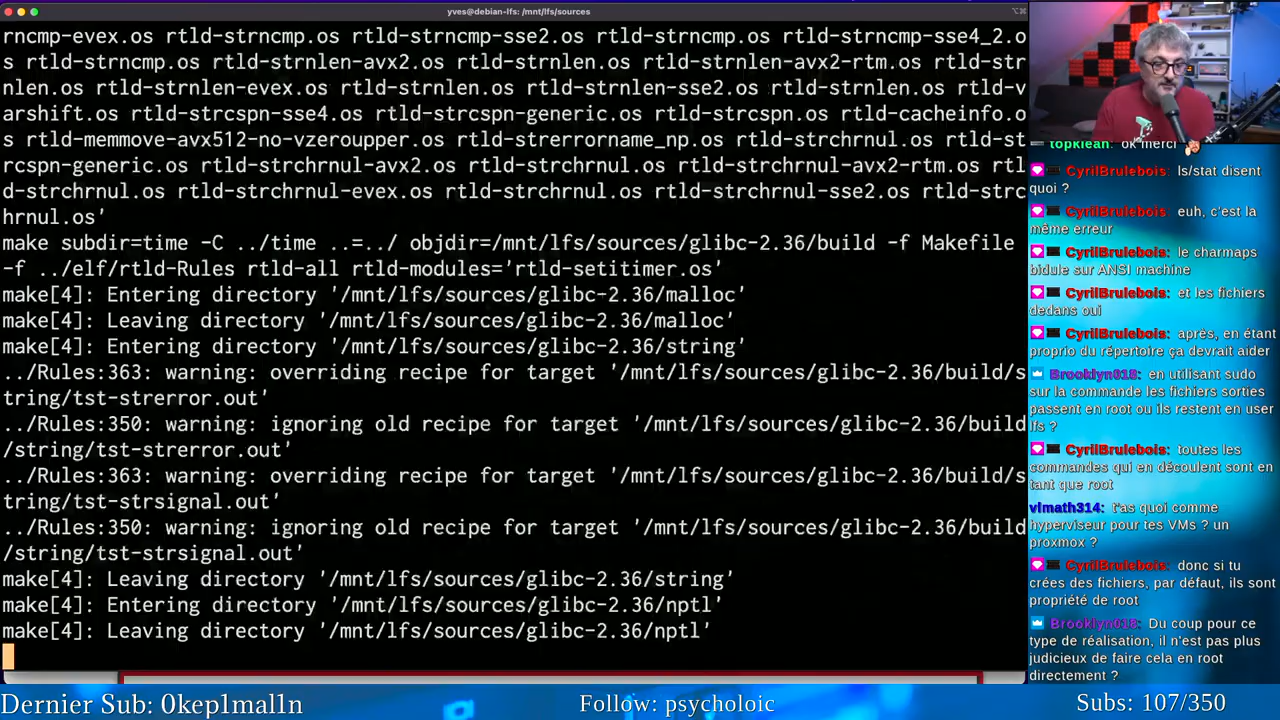 yves@debian-lfs: /mnt/lfs/sources
rncmp-evex.os rtld-strncmp.os rtld-strncmp-sse2.os rtld-strncmp.os rtld-strncmp-sse4_2.o
s rtld-strncmp.os rtld-strnlen-avx2.os rtld-strnlen.os rtld-strnlen-avx2-rtm.os rtld-str
nlen.os rtld-strnlen-evex.os rtld-strnlen.os rtld-strnlen-sse2.os rtld-strnlen.os rtld-v
arshift.os rtld-strcspn-sse4.os rtld-strcspn-generic.os rtld-strcspn.os rtld-cacheinfo.o
s rtld-memmove-avx512-no-vzeroupper.os rtld-strerrorname_np.os rtld-strchrnul.os rtld-st
rcspn-generic.os rtld-strchrnul-avx2.os rtld-strchrnul.os rtld-strchrnul-avx2-rtm.os rtl
d-strchrnul.os rtld-strchrnul-evex.os rtld-strchrnul.os rtld-strchrnul-sse2.os rtld-strc
hrnul.os'
make subdir=time -C ../time ..=../ objdir=/mnt/lfs/sources/glibc-2.36/build -f Makefile
-f ../elf/rtld-Rules rtld-all rtld-modules='rtld-setitimer.os'
make[4]: Entering directory '/mnt/lfs/sources/glibc-2.36/malloc'
make[4]: Leaving directory '/mnt/lfs/sources/glibc-2.36/malloc'
make[4]: Entering directory '/mnt/lfs/sources/glibc-2.36/string'
../Rules:363: warning: overriding recipe for target '/mnt/lfs/sources/glibc-2.36/build/s
tring/tst-strerror.out'
../Rules:350: warning: ignoring old recipe for target '/mnt/lfs/sources/glibc-2.36/build
/string/tst-strerror.out'
../Rules:363: warning: overriding recipe for target '/mnt/lfs/sources/glibc-2.36/build/s
tring/tst-strsignal.out'
../Rules:350: warning: ignoring old recipe for target '/mnt/lfs/sources/glibc-2.36/build
/string/tst-strsignal.out'
make[4]: Leaving directory '/mnt/lfs/sources/glibc-2.36/string'
make[4]: Entering directory '/mnt/lfs/sources/glibc-2.36/nptl'
make[4]: Leaving directory '/mnt/lfs/sources/glibc-2.36/nptl'
topklean: ok merci
CyrilBrulebois: ls/stat disent
quoi ?
CyrilBrulebois: euh, c'est la
même erreur
CyrilBrulebois: le charmaps
bidule sur ANSI machine
CyrilBrulebois: et les fichiers
dedans oui
CyrilBrulebois: après, en étant
proprio du répertoire ça devrait aider
Brooklyn018: en utilisant sudo
sur la commande les fichiers sorties
passent en root ou ils restent en user
lfs ?
CyrilBrulebois: toutes les
commandes qui en découlent sont en
tant que root
vlmath314: t'as quoi comme
hyperviseur pour tes VMs ? un
proxmox ?
CyrilBrulebois: donc si tu
crées des fichiers, par défaut, ils sont
propriété de root
Brooklyn018: Du coup pour ce
type de réalisation, il n'est pas plus
judicieux de faire cela en root
directement ?
Dernier Sub: 0kep1mal1n
Follow: psycholoic
Subs: 107/350